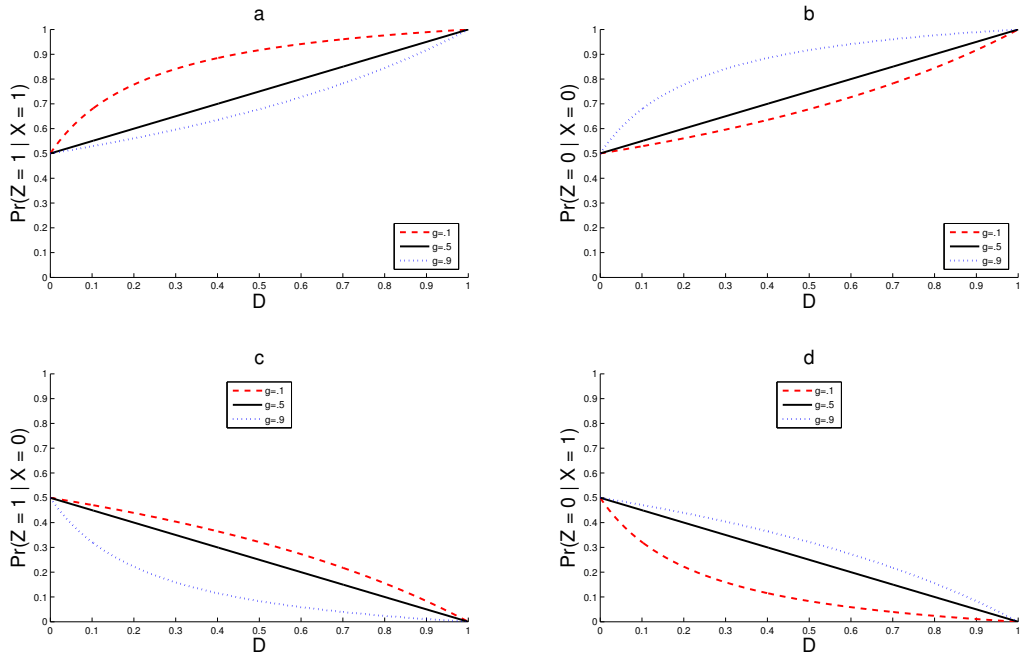 a
Pr(Z = 1 | X = 1)
1
0.9
0.8
0.7
0.6
0.5
0.4
0.3
0.2
0.1
0
0 0.1 0.2 0.3 0.4 0.5 0.6 0.7 0.8 0.9 1
D
g=.1
g=.5
g=.9
b
Pr(Z = 0 | X = 0)
1
0.9
0.8
0.7
0.6
0.5
0.4
0.3
0.2
0.1
0
0 0.1 0.2 0.3 0.4 0.5 0.6 0.7 0.8 0.9 1
D
g=.1
g=.5
g=.9
c
Pr(Z = 1 | X = 0)
1
0.9
0.8
0.7
0.6
0.5
0.4
0.3
0.2
0.1
0
0 0.1 0.2 0.3 0.4 0.5 0.6 0.7 0.8 0.9 1
D
g=.1
g=.5
g=.9
d
Pr(Z = 0 | X = 1)
1
0.9
0.8
0.7
0.6
0.5
0.4
0.3
0.2
0.1
0
0 0.1 0.2 0.3 0.4 0.5 0.6 0.7 0.8 0.9 1
D
g=.1
g=.5
g=.9